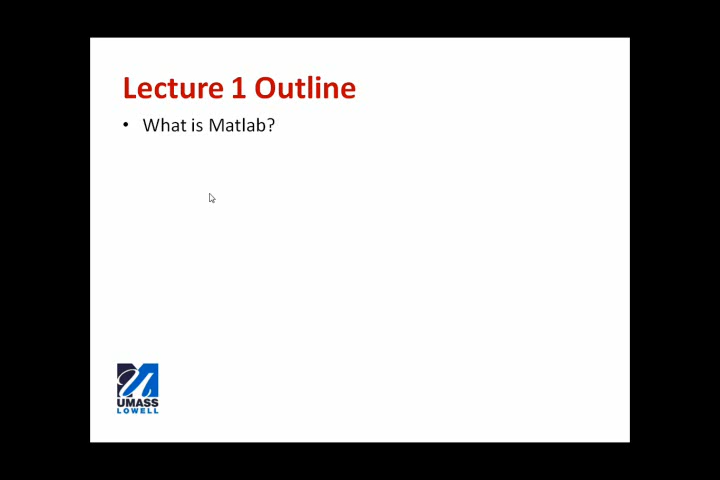 Lecture 1 Outline
• What is Matlab?
UMASS
LOWELL